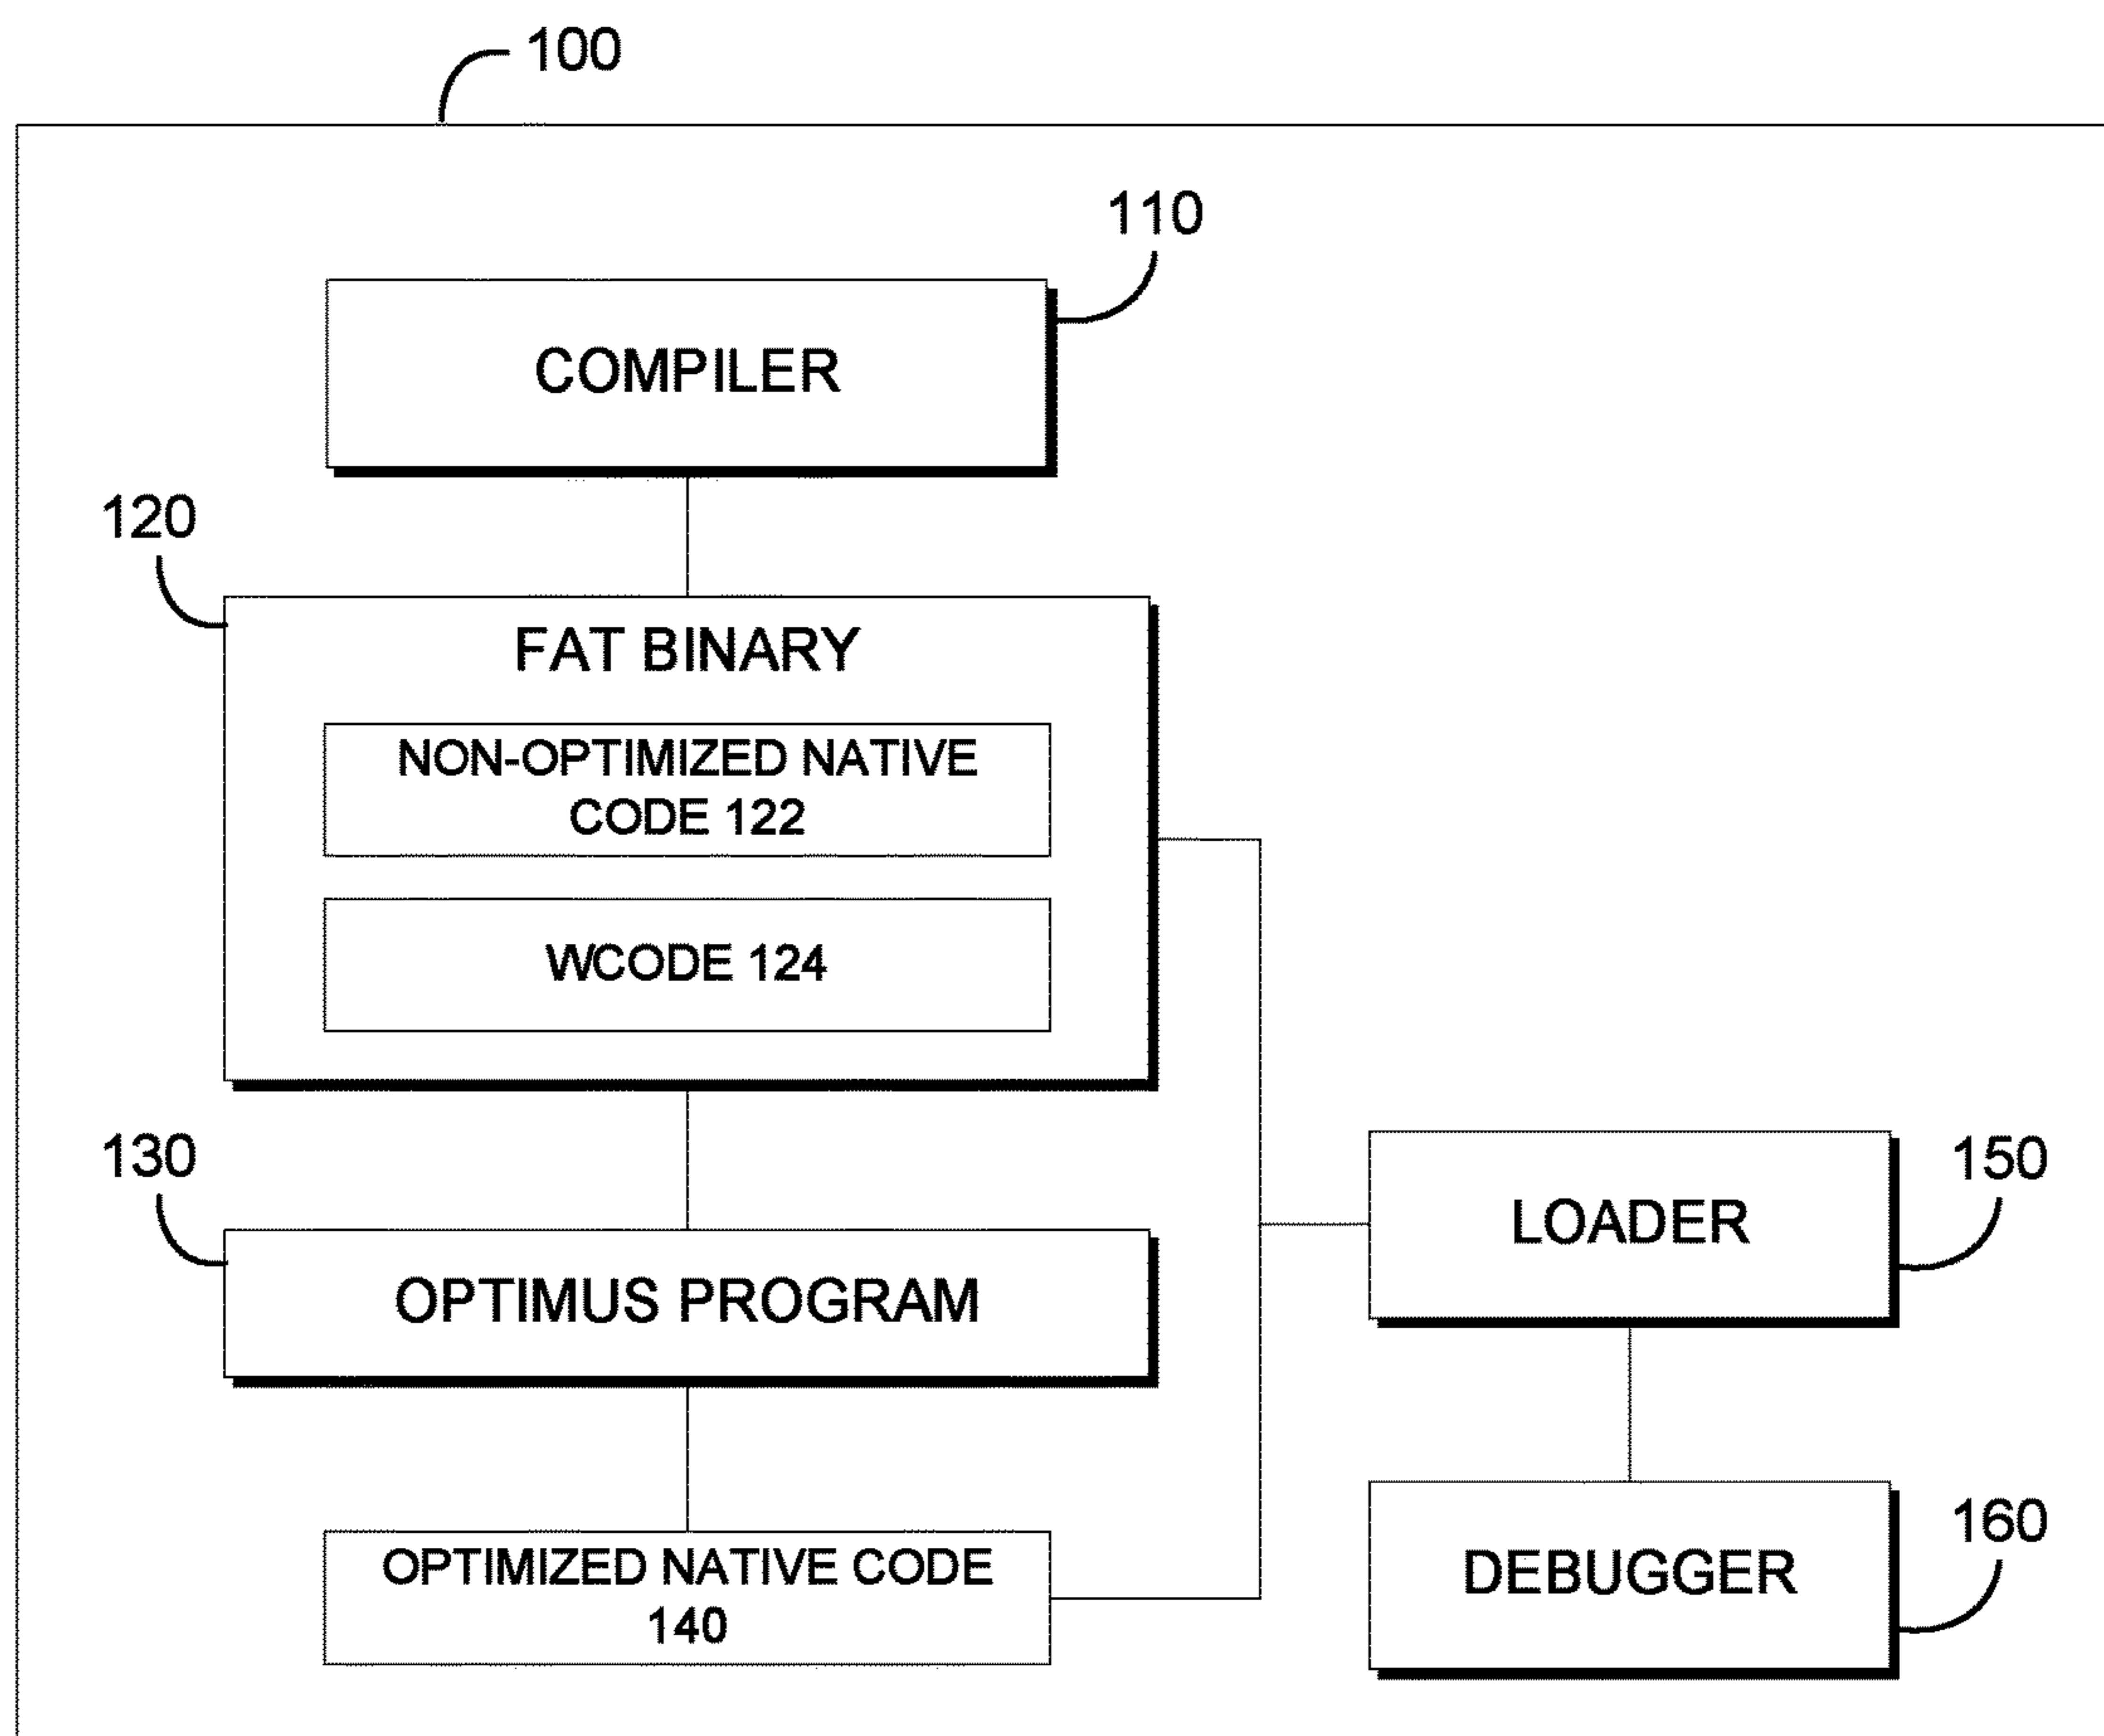 100
110
COMPILER
120
FAT BINARY
NON-OPTIMIZED NATIVE
CODE 122
WCODE 124
130
OPTIMUS PROGRAM
150
LOADER
OPTIMIZED NATIVE CODE
140
160
DEBUGGER